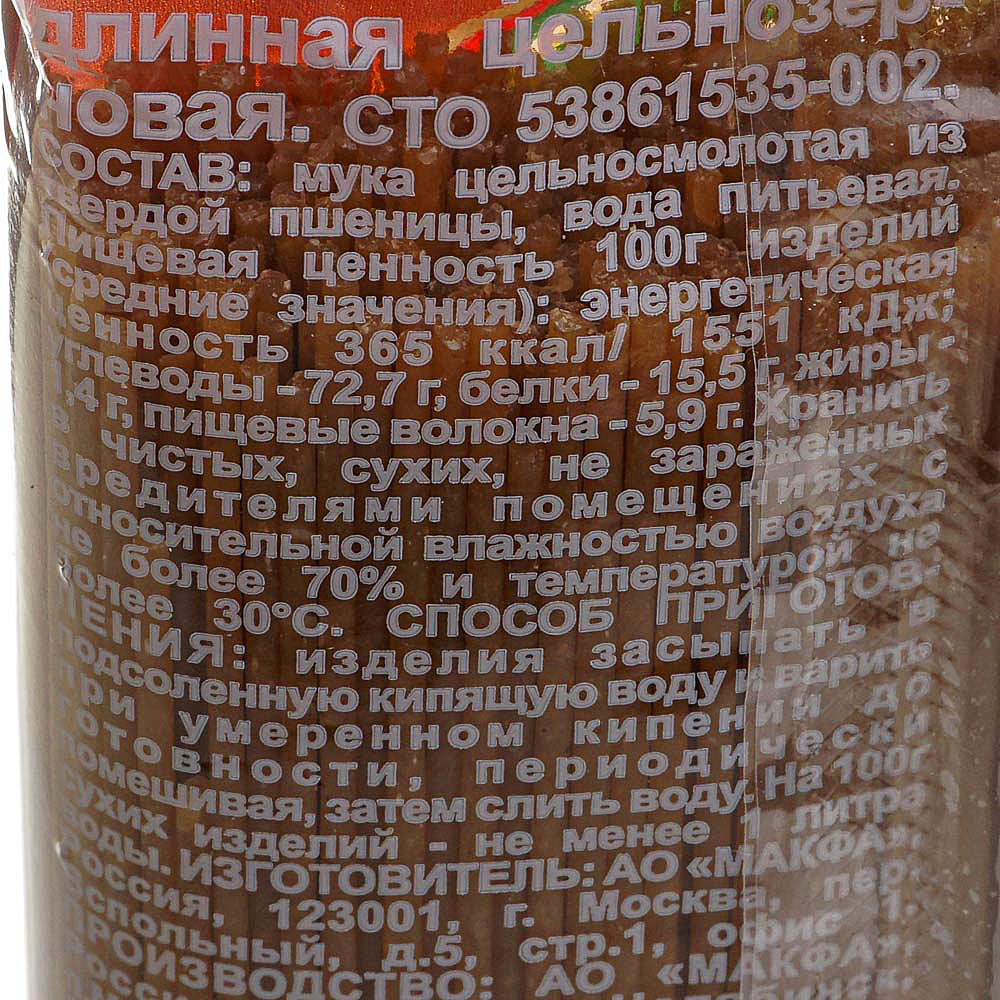 длинная цельнозер-
новая. СТО 53861535-002.
СОСТАВ: мука цельносмолотая из
твердой пшеницы, вода питьевая.
Пищевая ценность 100г изделий
(средние значения): энергетическая
ценность 365 ккал/ 1551 кДж;
углеводы - 72,7 г, белки - 15,5 г, жиры -
1,4 г, пищевые волокна - 5,9 г. Хранить
в чистых, сухих, не зараженных
вредителями помещениях с
относительной влажностью воздуха
не более 70% и температурой не
более 30°С. СПОСОБ ПРИГОТОВ-
ЛЕНИЯ: изделия засыпать в
подсоленную кипящую воду и варить
при умеренном кипении до
готовности, периодически
помешивая, затем слить воду. На 100г
сухих изделий - не менее 1 литра
воды. ИЗГОТОВИТЕЛЬ: АО «МАКФА».
Россия, 123001, г. Москва, пер.
Вспольный, д.5, стр.1, офис 1.
ПРОИЗВОДСТВО: АО «МАКФА».